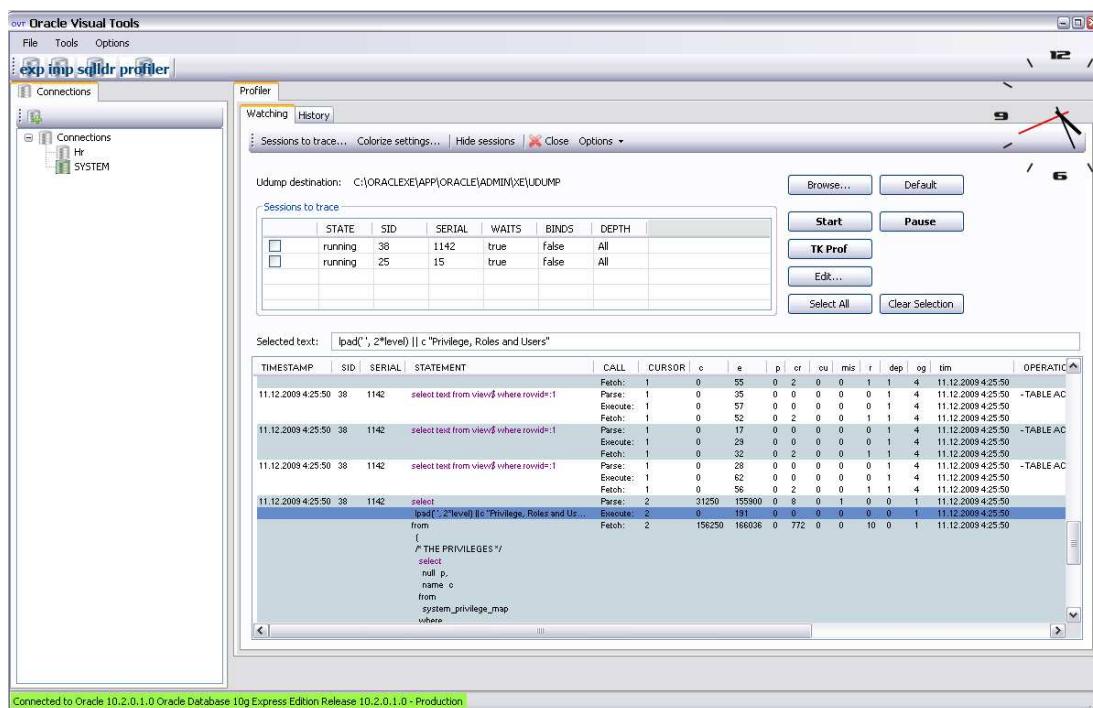 OVT Oracle Visual Tools
File Tools Options
exp imp sqlldr profiler
12
9
6
Connections
Connections
Hr
SYSTEM
Profiler
Watching History
Sessions to trace... Colorize settings... Hide sessions Close Options
Udump destination: C:\ORACLEXE\APP\ORACLE\ADMIN\XE\UDUMP
Browse... Default
Sessions to trace
STATE SID SERIAL WAITS BINDS DEPTH
running 38 1142 true false All
running 25 15 true false All
Start Pause
TK Prof
Edit...
Select All Clear Selection
Selected text: lpad(' ', 2*level) || c "Privilege, Roles and Users"
TIMESTAMP SID SERIAL STATEMENT CALL CURSOR c e p cr cu mis r dep og tim OPERATIC
Fetch: 1 0 55 0 2 0 0 1 1 4 11.12.2009 4:25:50
11.12.2009 4:25:50 38 1142 select text from view$ where rowid=:1 Parse: 1 0 35 0 0 0 0 0 1 4 11.12.2009 4:25:50 - TABLE AC
Execute: 1 0 57 0 0 0 0 0 1 4 11.12.2009 4:25:50
Fetch: 1 0 52 0 2 0 0 1 1 4 11.12.2009 4:25:50
11.12.2009 4:25:50 38 1142 select text from view$ where rowid=:1 Parse: 1 0 17 0 0 0 0 0 1 4 11.12.2009 4:25:50 - TABLE AC
Execute: 1 0 29 0 0 0 0 0 1 4 11.12.2009 4:25:50
Fetch: 1 0 32 0 2 0 0 1 1 4 11.12.2009 4:25:50
11.12.2009 4:25:50 38 1142 select text from view$ where rowid=:1 Parse: 1 0 28 0 0 0 0 0 1 4 11.12.2009 4:25:50 - TABLE AC
Execute: 1 0 62 0 0 0 0 0 1 4 11.12.2009 4:25:50
Fetch: 1 0 56 0 2 0 0 1 1 4 11.12.2009 4:25:50
11.12.2009 4:25:50 38 1142 select Parse: 2 31250 155900 0 8 0 1 0 0 1 11.12.2009 4:25:50
lpad(' ', 2*level) || c "Privilege, Roles and Us... Execute: 2 0 191 0 0 0 0 0 0 1 11.12.2009 4:25:50
from Fetch: 2 156250 166036 0 772 0 0 10 0 1 11.12.2009 4:25:50
(
/* THE PRIVILEGES */
select
null p,
name c
from
system_privilege_map
where
Connected to Oracle 10.2.0.1.0 Oracle Database 10g Express Edition Release 10.2.0.1.0 - Production